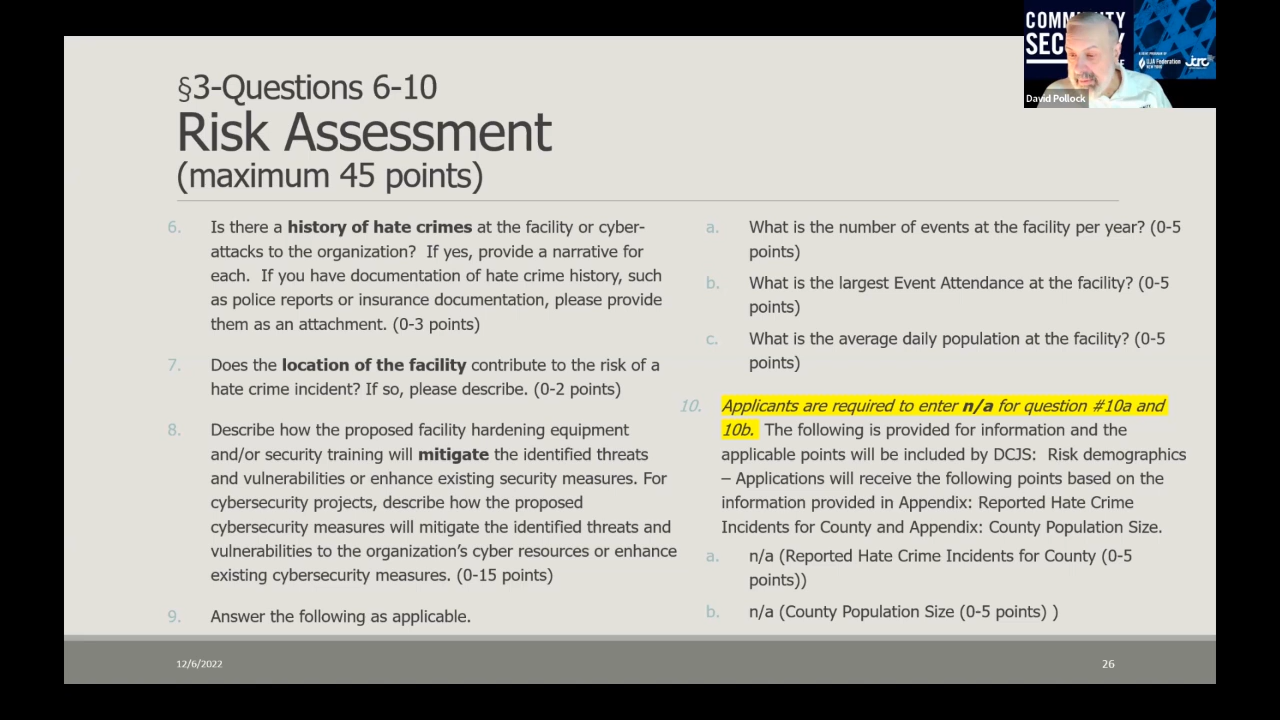 COMMUNITY
SEC
UJA Federation
NEW YORK
jcrc
David Pollock
§3-Questions 6-10
Risk Assessment
(maximum 45 points)
6. Is there a history of hate crimes at the facility or cyber-
attacks to the organization? If yes, provide a narrative for
each. If you have documentation of hate crime history, such
as police reports or insurance documentation, please provide
them as an attachment. (0-3 points)
7. Does the location of the facility contribute to the risk of a
hate crime incident? If so, please describe. (0-2 points)
8. Describe how the proposed facility hardening equipment
and/or security training will mitigate the identified threats
and vulnerabilities or enhance existing security measures. For
cybersecurity projects, describe how the proposed
cybersecurity measures will mitigate the identified threats and
vulnerabilities to the organization's cyber resources or enhance
existing cybersecurity measures. (0-15 points)
9. Answer the following as applicable.
a. What is the number of events at the facility per year? (0-5
points)
b. What is the largest Event Attendance at the facility? (0-5
points)
c. What is the average daily population at the facility? (0-5
points)
10. Applicants are required to enter n/a for question #10a and
10b. The following is provided for information and the
applicable points will be included by DCJS: Risk demographics
– Applications will receive the following points based on the
information provided in Appendix: Reported Hate Crime
Incidents for County and Appendix: County Population Size.
a. n/a (Reported Hate Crime Incidents for County (0-5
points))
b. n/a (County Population Size (0-5 points) )
12/6/2022
26